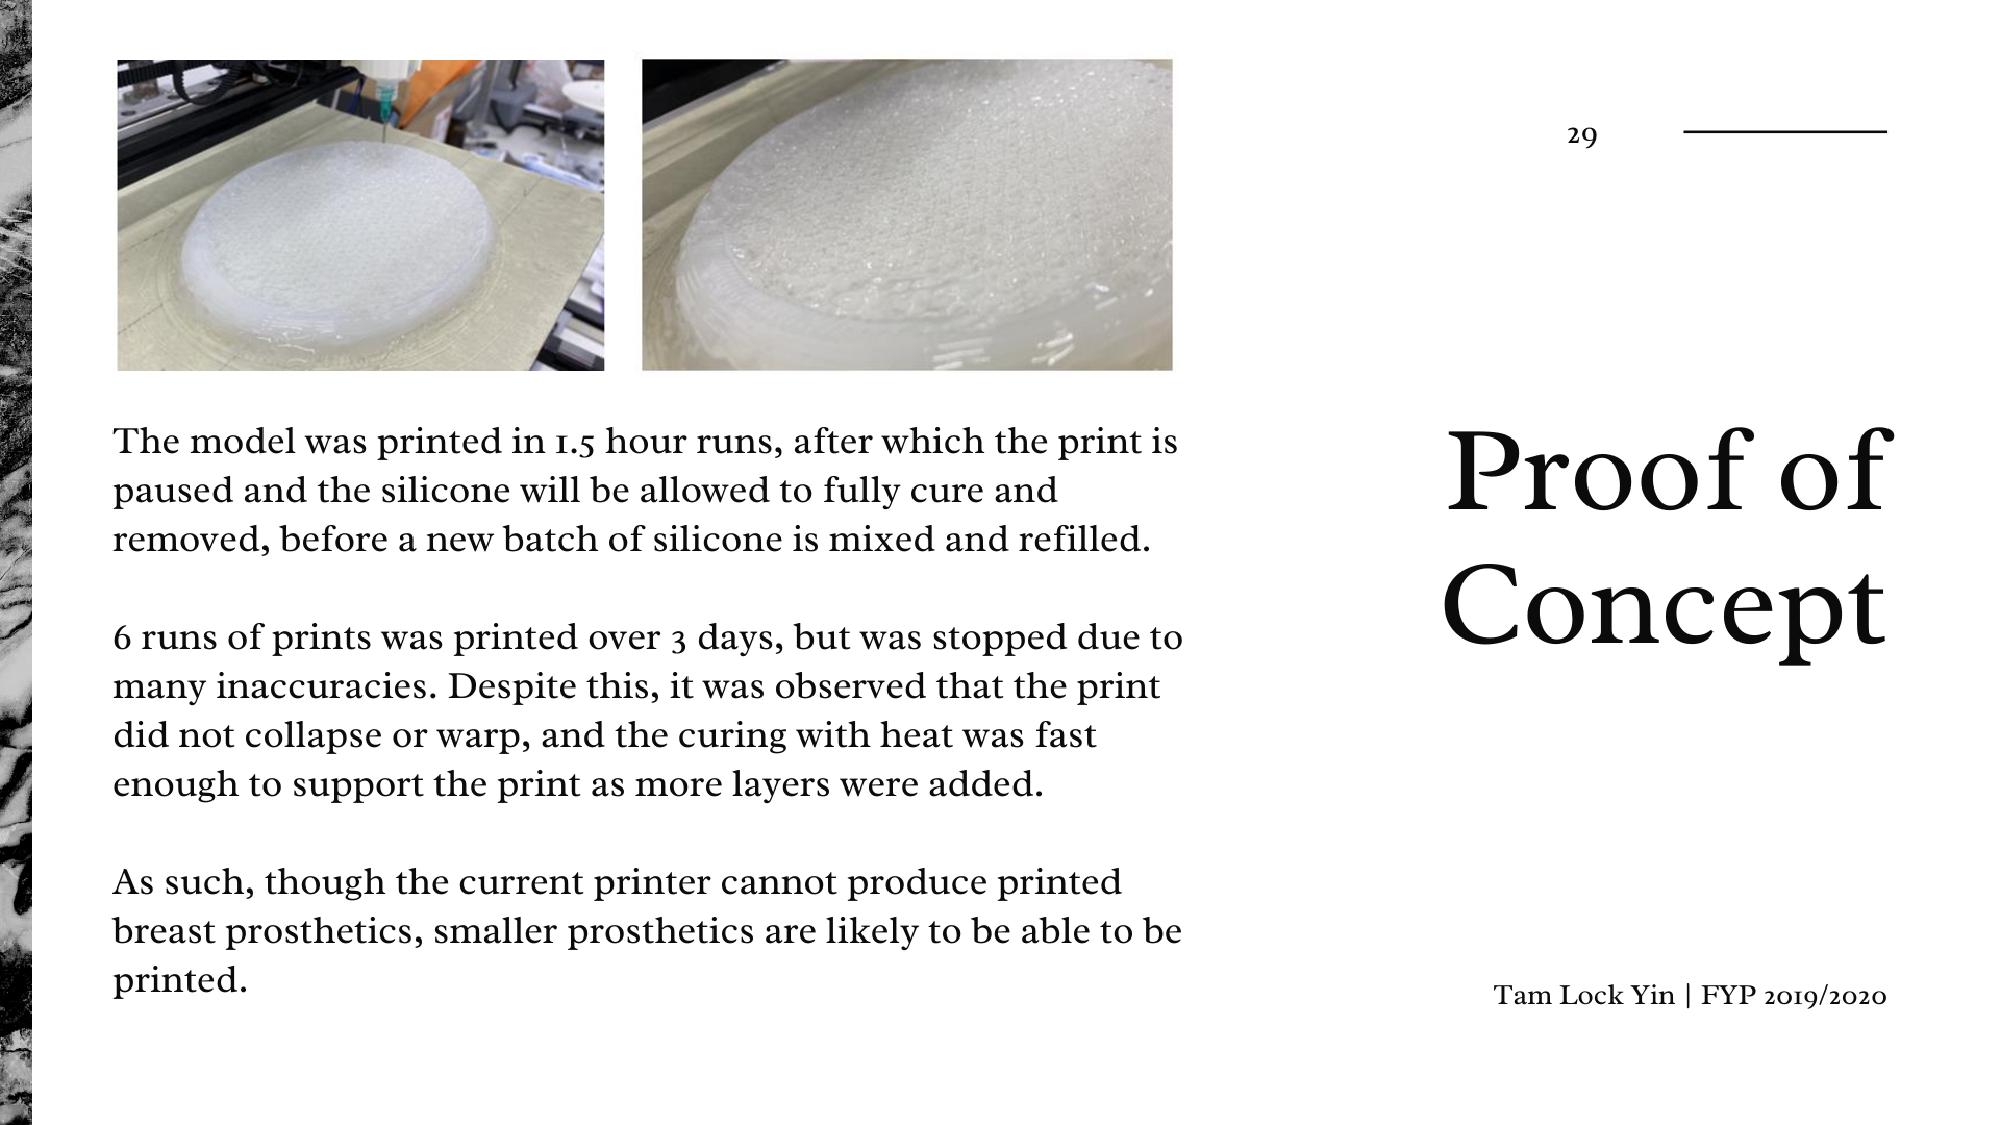 29
The model was printed in 1.5 hour runs, after which the print is
paused and the silicone will be allowed to fully cure and
removed, before a new batch of silicone is mixed and refilled.
6 runs of prints was printed over 3 days, but was stopped due to
many inaccuracies. Despite this, it was observed that the print
did not collapse or warp, and the curing with heat was fast
enough to support the print as more layers were added.
As such, though the current printer cannot produce printed
breast prosthetics, smaller prosthetics are likely to be able to be
printed.
Proof of
Concept
Tam Lock Yin | FYP 2019/2020